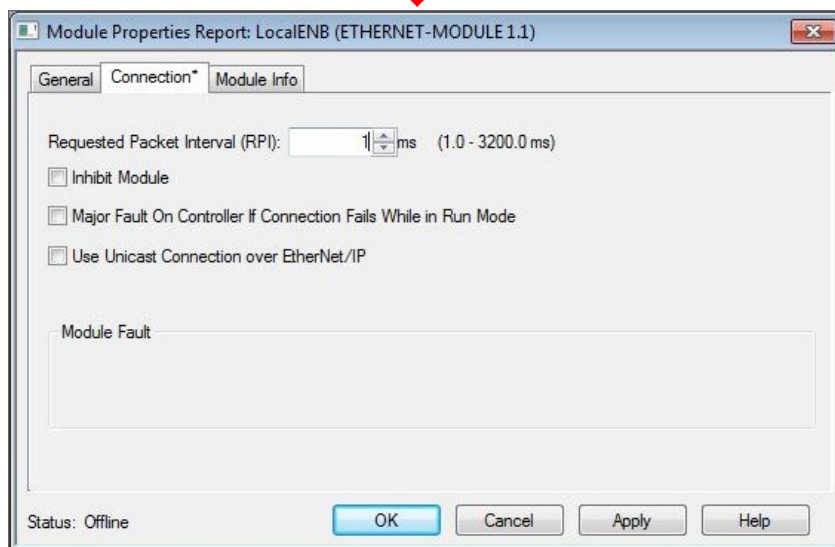 Module Properties Report: LocalENB (ETHERNET-MODULE 1.1)
General Connection* Module Info
Requested Packet Interval (RPI): 1 ms (1.0 - 3200.0 ms)
Inhibit Module
Major Fault On Controller If Connection Fails While in Run Mode
Use Unicast Connection over EtherNet/IP
Module Fault
Status: Offline OK Cancel Apply Help